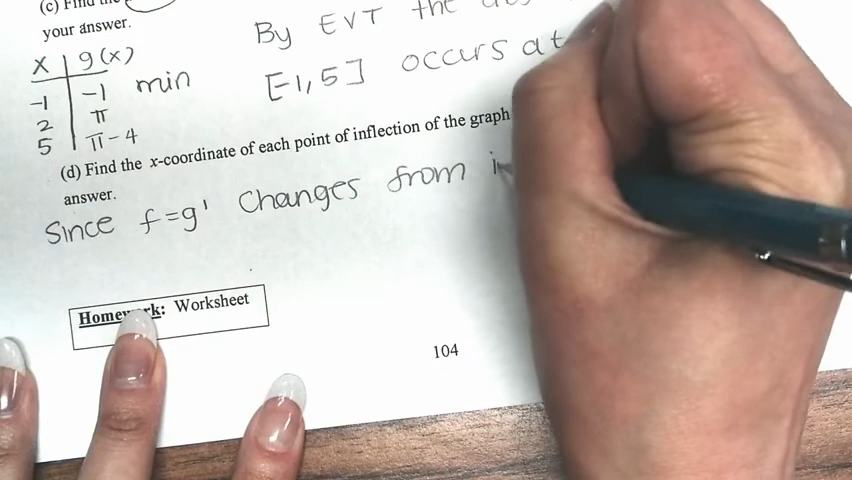 (c) Find the
your answer.
By EVT the
x g(x)
-1 -1 min
[-1,5] occurs at
2 π
5 π-4
(d) Find the x-coordinate of each point of inflection of the graph
answer.
Since f=g' changes from
Homework: Worksheet
104